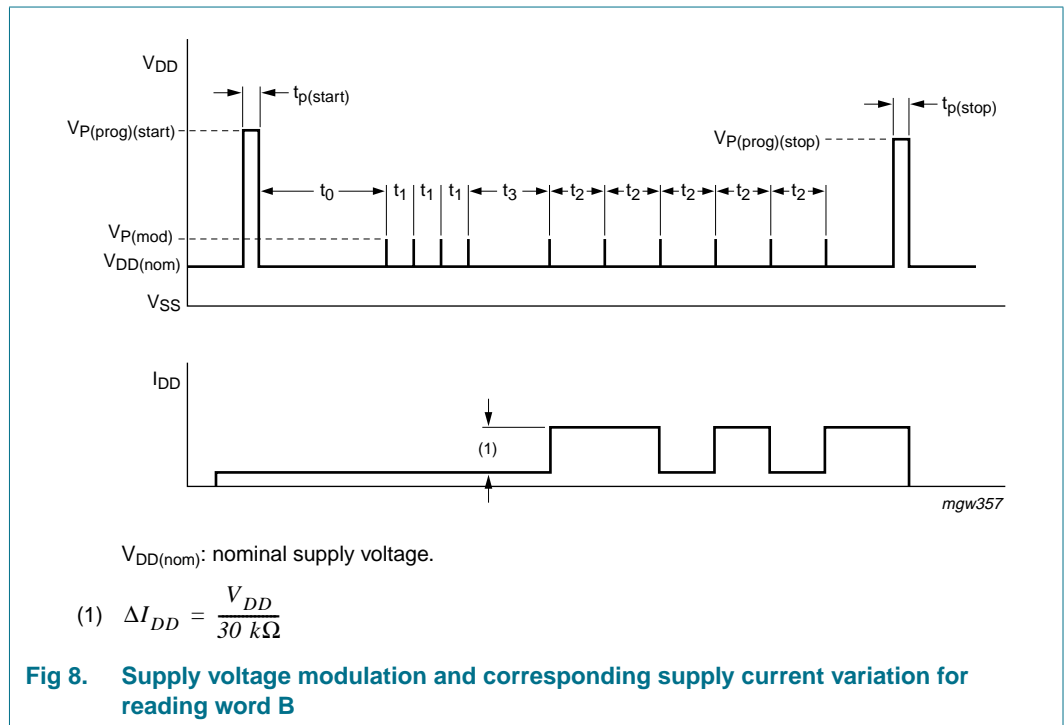 VDD
tp(start)
tp(stop)
VP(prog)(start)
VP(prog)(stop)
t0 t1 t1 t1 t3 t2 t2 t2 t2 t2
VP(mod)
VDD(nom)
VSS
IDD
(1)
mgw357
VDD(nom): nominal supply voltage.
(1) ΔIDD = VDD / 30 kΩ
Fig 8. Supply voltage modulation and corresponding supply current variation for
reading word B